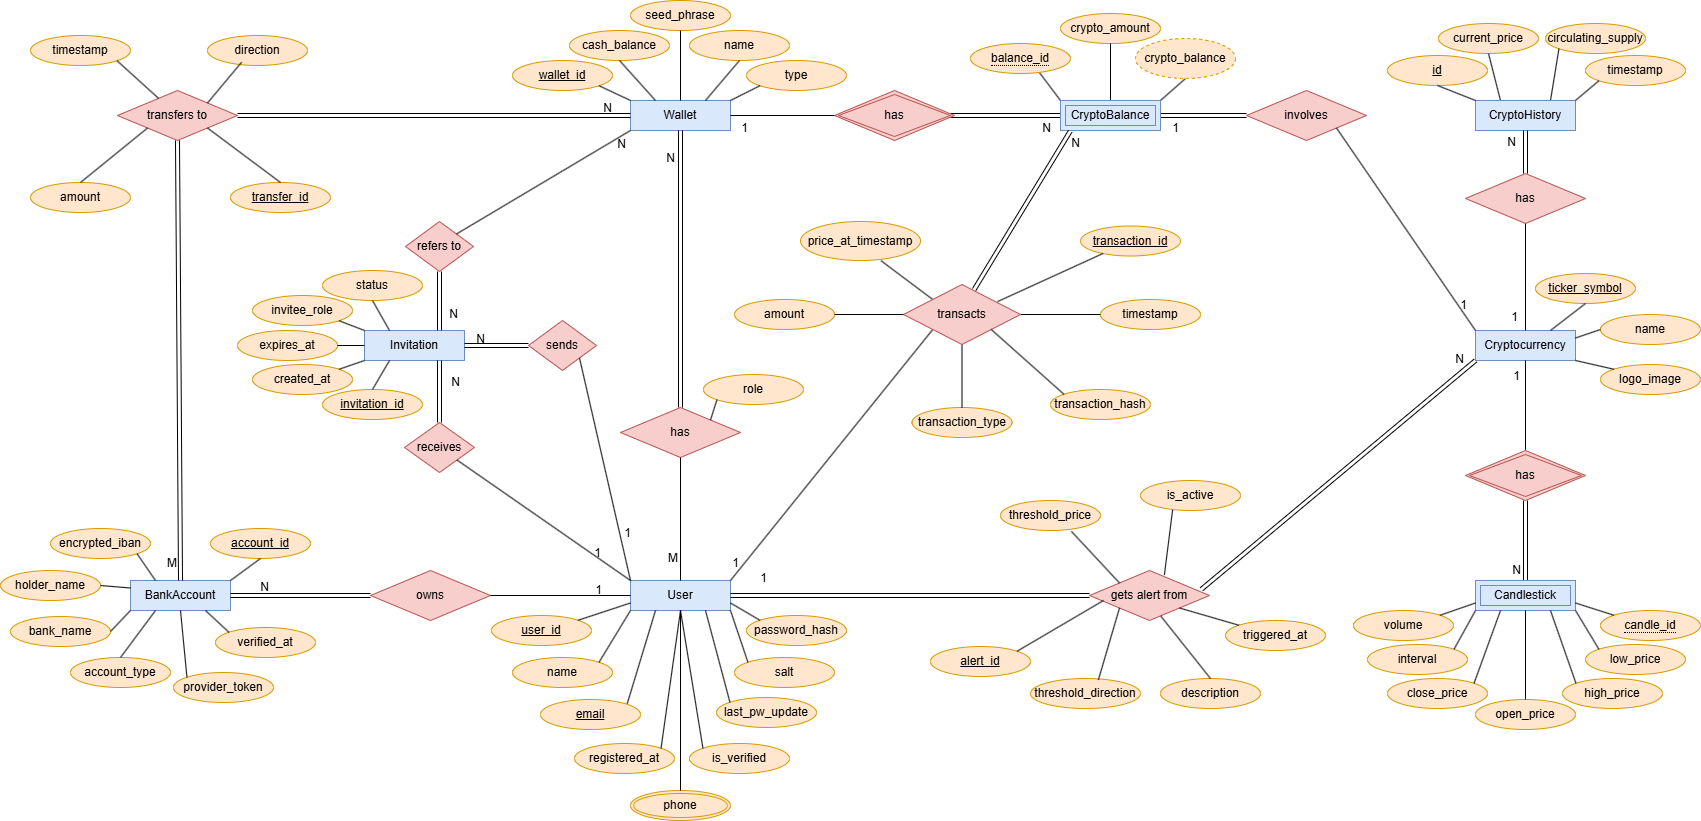 seed_phrase
timestamp
direction
cash_balance
name
wallet_id
type
crypto_amount
balance_id
crypto_balance
current_price
circulating_supply
id
timestamp
transfers to
N
Wallet
1
has
N
CryptoBalance
1
involves
CryptoHistory
N
N
N
N
amount
transfer_id
has
refers to
price_at_timestamp
transaction_id
status
invitee_role
N
amount
transacts
timestamp
ticker_symbol
1
1
name
expires_at
Invitation
N
sends
Cryptocurrency
N
created_at
N
1
logo_image
invitation_id
role
transaction_type
transaction_hash
has
receives
has
is_active
threshold_price
encrypted_iban
account_id
1
1
M
M
1
1
N
holder_name
BankAccount
N
owns
1
User
gets alert from
Candlestick
bank_name
verified_at
user_id
password_hash
triggered_at
volume
candle_id
account_type
provider_token
name
salt
alert_id
interval
low_price
email
last_pw_update
threshold_direction
description
close_price
high_price
open_price
registered_at
is_verified
phone